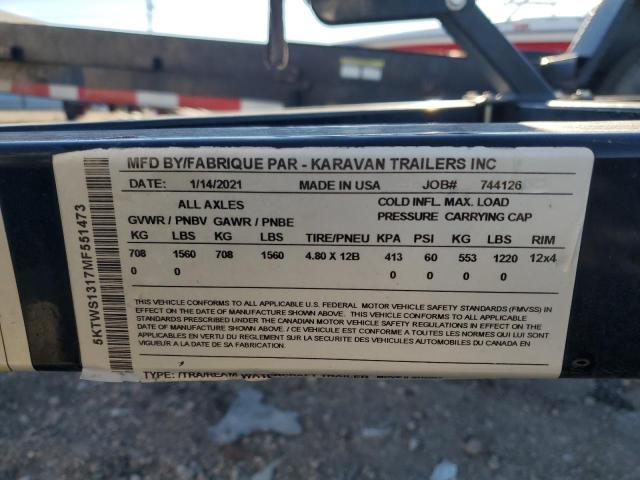 MFD BY/FABRIQUE PAR - KARAVAN TRAILERS INC
DATE: 1/14/2021 MADE IN USA JOB# 744126
ALL AXLES COLD INFL. MAX. LOAD
GVWR / PNBV GAWR / PNBE PRESSURE CARRYING CAP
KG LBS KG LBS TIRE/PNEU KPA PSI KG LBS RIM
708 1560 708 1560 4.80 X 12B 413 60 553 1220 12x4
0 0 0 0
THIS VEHICLE CONFORMS TO ALL APPLICABLE U.S. FEDERAL MOTOR VEHICLE SAFETY STANDARDS (FMVSS) IN
EFFECT ON THE DATE OF MANUFACTURE SHOWN ABOVE. / THIS VEHICLE CONFORMS TO ALL APPLICABLE
STANDARDS PRESCRIBED UNDER THE CANADIAN MOTOR VEHICLE SAFETY REGULATIONS IN EFFECT ON THE
DATE OF MANUFACTURE SHOWN ABOVE. / CE VEHICULE EST CONFORME A TOUTES LES NORMES QUI LUI SONT
APPLICABLES EN VERTU DU REGLEMENT SUR LA SECURITE DES VEHICULES AUTOMOBILES DU CANADA EN
VIGUEUR A LA DATE DE SA FABRICATION.
TYPE: /TRA/REM WATERCRAFT TRAILER
5KTWS1317MF551473